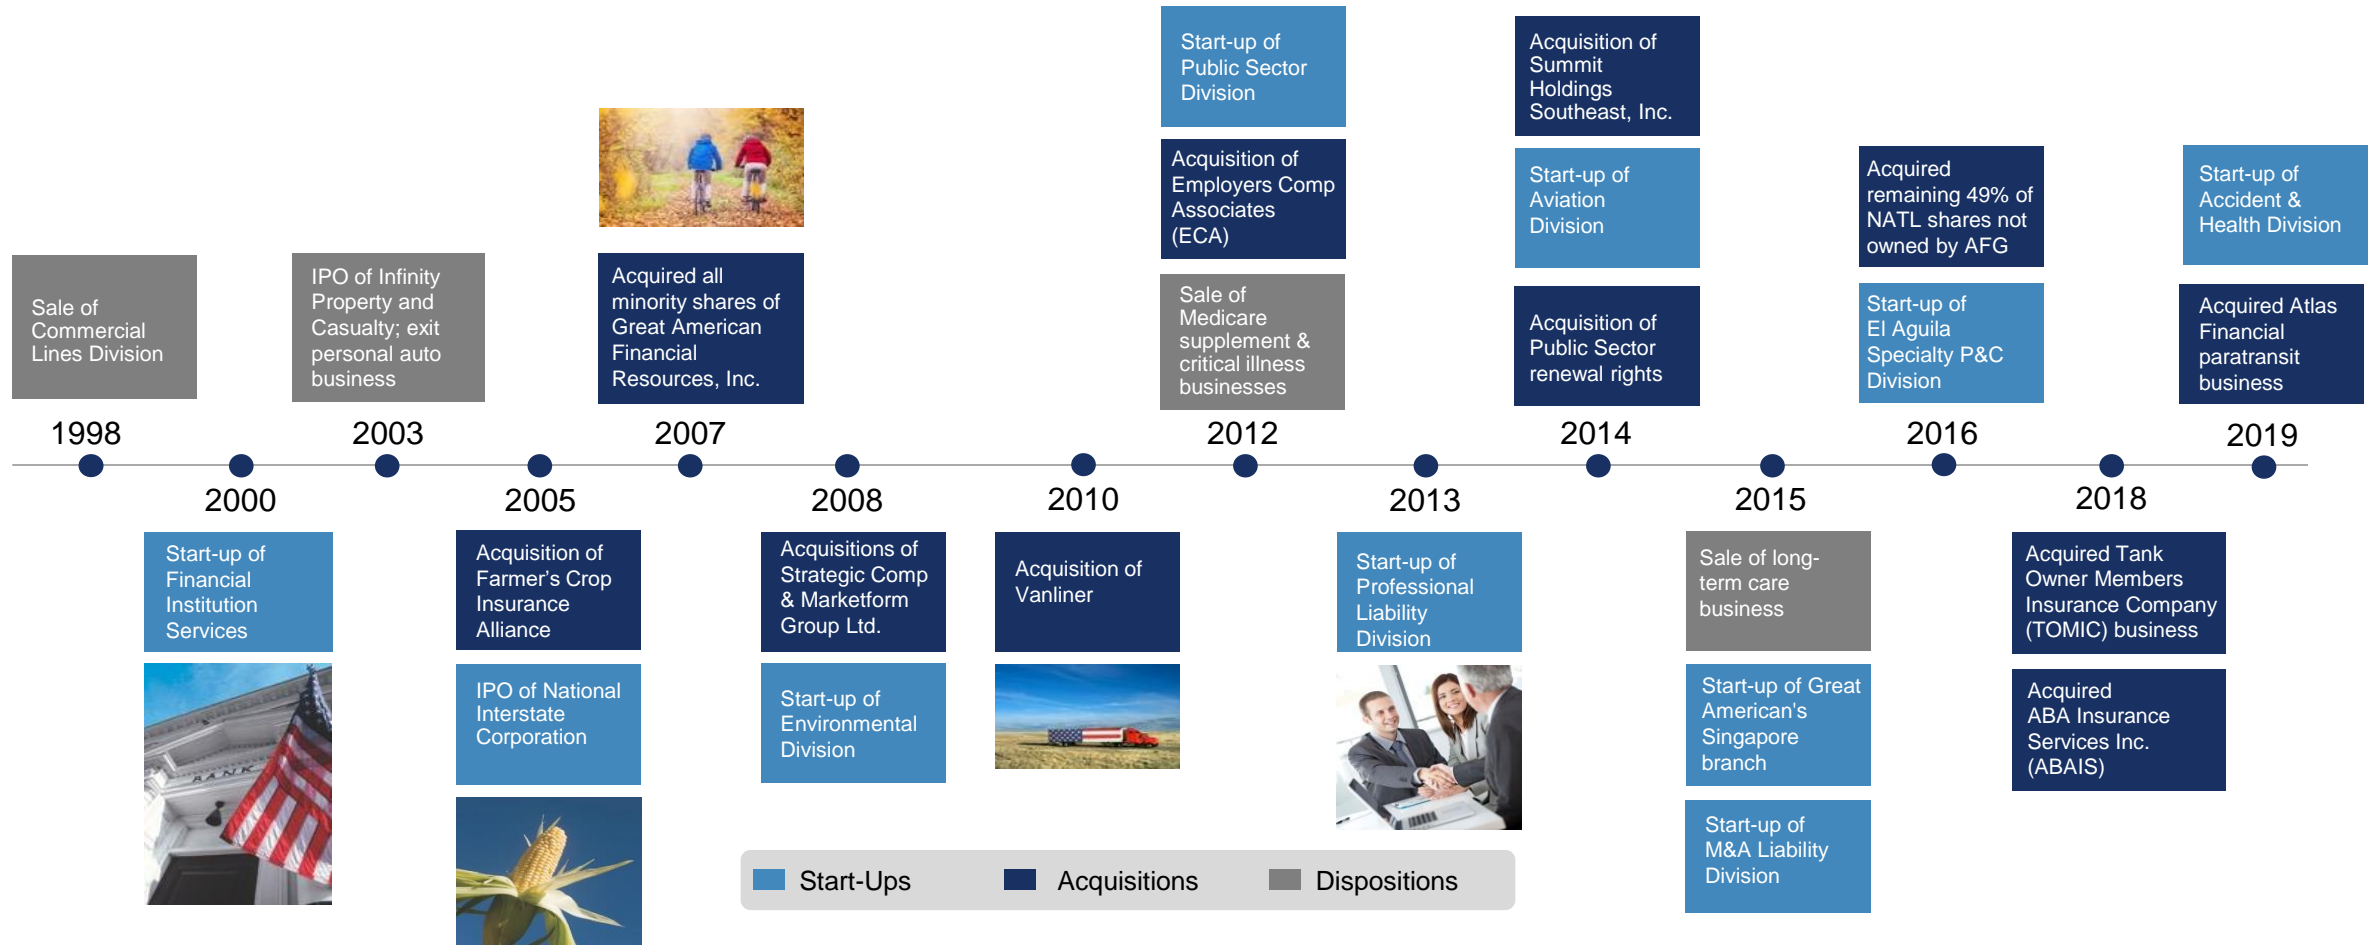 Start-up of
Public Sector
Division
Acquisition of
Summit
Holdings
Southeast, Inc.
Acquisition of
Employers Comp
Associates
(ECA)
Start-up of
Aviation
Division
Acquired
remaining 49% of
NATL shares not
owned by AFG
Start-up of
Accident &
Health Division
Sale of
Commercial
Lines Division
IPO of Infinity
Property and
Casualty; exit
personal auto
business
Acquired all
minority shares of
Great American
Financial
Resources, Inc.
Sale of
Medicare
supplement &
critical illness
businesses
Acquisition of
Public Sector
renewal rights
Start-up of
El Aguila
Specialty P&C
Division
Acquired Atlas
Financial
paratransit
business
1998
2003
2007
2012
2014
2016
2019
2000
2005
2008
2010
2013
2015
2018
Start-up of
Financial
Institution
Services
Acquisition of
Farmer’s Crop
Insurance
Alliance
Acquisitions of
Strategic Comp
& Marketform
Group Ltd.
Acquisition of
Vanliner
Start-up of
Professional
Liability
Division
Sale of long-
term care
business
Acquired Tank
Owner Members
Insurance Company
(TOMIC) business
BANK
IPO of National
Interstate
Corporation
Start-up of
Environmental
Division
Start-up of Great
American's
Singapore
branch
Acquired
ABA Insurance
Services Inc.
(ABAIS)
Start-up of
M&A Liability
Division
Start-Ups
Acquisitions
Dispositions